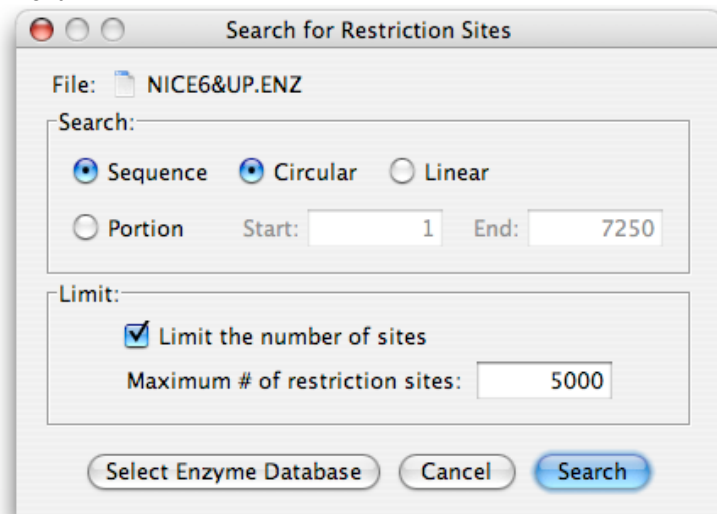 Search for Restriction Sites
File: NICE6&UP.ENZ
Search:
Sequence Circular Linear
Portion Start: 1 End: 7250
Limit:
Limit the number of sites
Maximum # of restriction sites: 5000
Select Enzyme Database Cancel Search